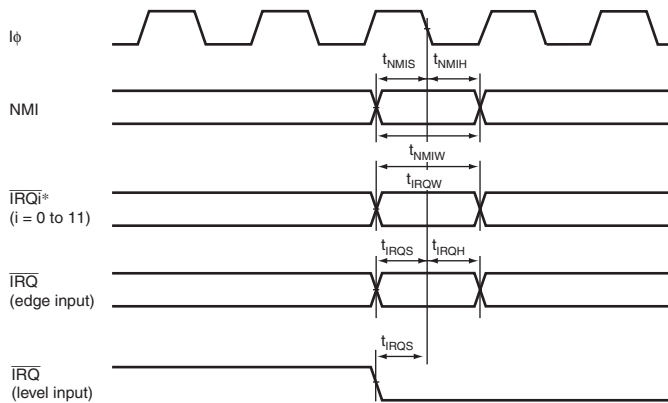 Iϕ
tNMIS tNMIH
NMI
tNMIW
IRQi*
(i = 0 to 11)
tIRQW
tIRQS tIRQH
IRQ
(edge input)
tIRQS
IRQ
(level input)